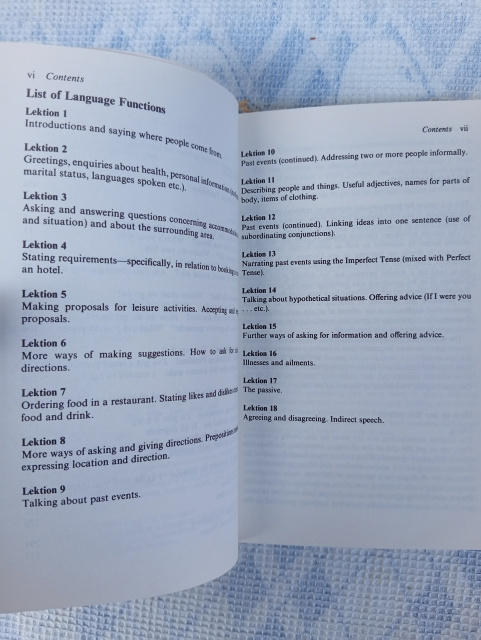 vi Contents
List of Language Functions
Lektion 1
Introductions and saying where people come from.
Lektion 2
Greetings, enquiries about health, personal information
marital status, languages spoken etc.).
Lektion 3
Asking and answering questions concerning
and situation) and about the surrounding area.
Lektion 4
Stating requirements—specifically, in relation to booking
an hotel.
Lektion 5
Making proposals for leisure activities. Accepting
proposals.
Lektion 6
More ways of making suggestions. How to ask for
directions.
Lektion 7
Ordering food in a restaurant. Stating likes and dislikes
food and drink.
Lektion 8
More ways of asking and giving directions.
expressing location and direction.
Lektion 9
Talking about past events.
Contents vii
Lektion 10
Past events (continued). Addressing two or more people informally.
Lektion 11
Describing people and things. Useful adjectives, names for parts of
body, items of clothing.
Lektion 12
Past events (continued). Linking ideas into one sentence (use of
subordinating conjunctions).
Lektion 13
Narrating past events using the Imperfect Tense (mixed with Perfect
Tense).
Lektion 14
Talking about hypothetical situations. Offering advice (If I were you
... etc.).
Lektion 15
Further ways of asking for information and offering advice.
Lektion 16
Illnesses and ailments.
Lektion 17
The passive.
Lektion 18
Agreeing and disagreeing. Indirect speech.